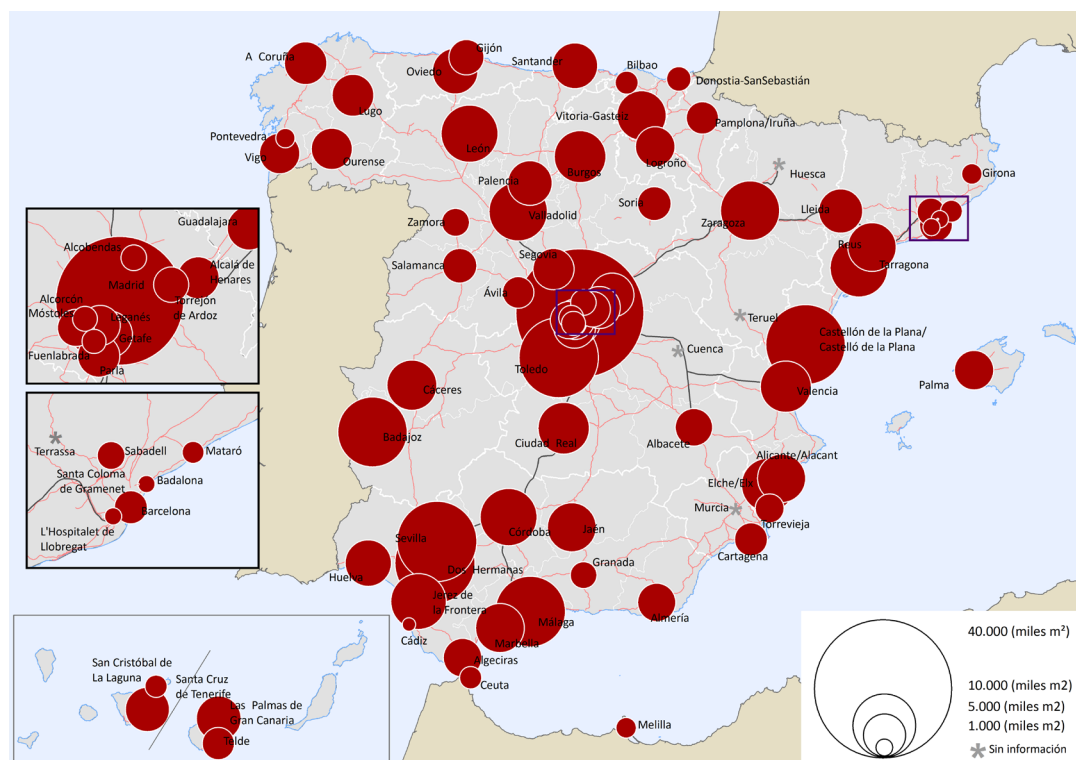 A Coruña
Gijón
Oviedo
Santander
Bilbao
Donostia-SanSebastián
Lugo
Vitoria-Gasteiz
Pamplona/Iruña
Pontevedra
Vigo
Ourense
León
Burgos
Logroño
Huesca
Girona
Palencia
Valladolid
Soria
Zaragoza
Lleida
Zamora
Reus
Tarragona
Salamanca
Segovia
Ávila
Teruel
Castellón de la Plana/
Castelló de la Plana
Cuenca
Toledo
Valencia
Palma
Cáceres
Badajoz
Ciudad Real
Albacete
Alicante/Alacant
Elche/Elx
Murcia
Torrevieja
Cartagena
Córdoba
Jaén
Sevilla
Dos Hermanas
Granada
Huelva
Jerez de
la Frontera
Málaga
Almería
Cádiz
Marbella
Algeciras
Ceuta
Melilla
Guadalajara
Alcobendas
Madrid
Alcalá de
Henares
Torrejón
de Ardoz
Alcorcón
Móstoles
Leganés
Getafe
Fuenlabrada
Parla
Terrassa
Sabadell
Mataró
Santa Coloma
de Gramenet
Badalona
Barcelona
L'Hospitalet de
Llobregat
San Cristóbal de
La Laguna
Santa Cruz
de Tenerife
Las Palmas de
Gran Canaria
Telde
40.000 (miles m²)
10.000 (miles m2)
5.000 (miles m2)
1.000 (miles m2)
Sin información